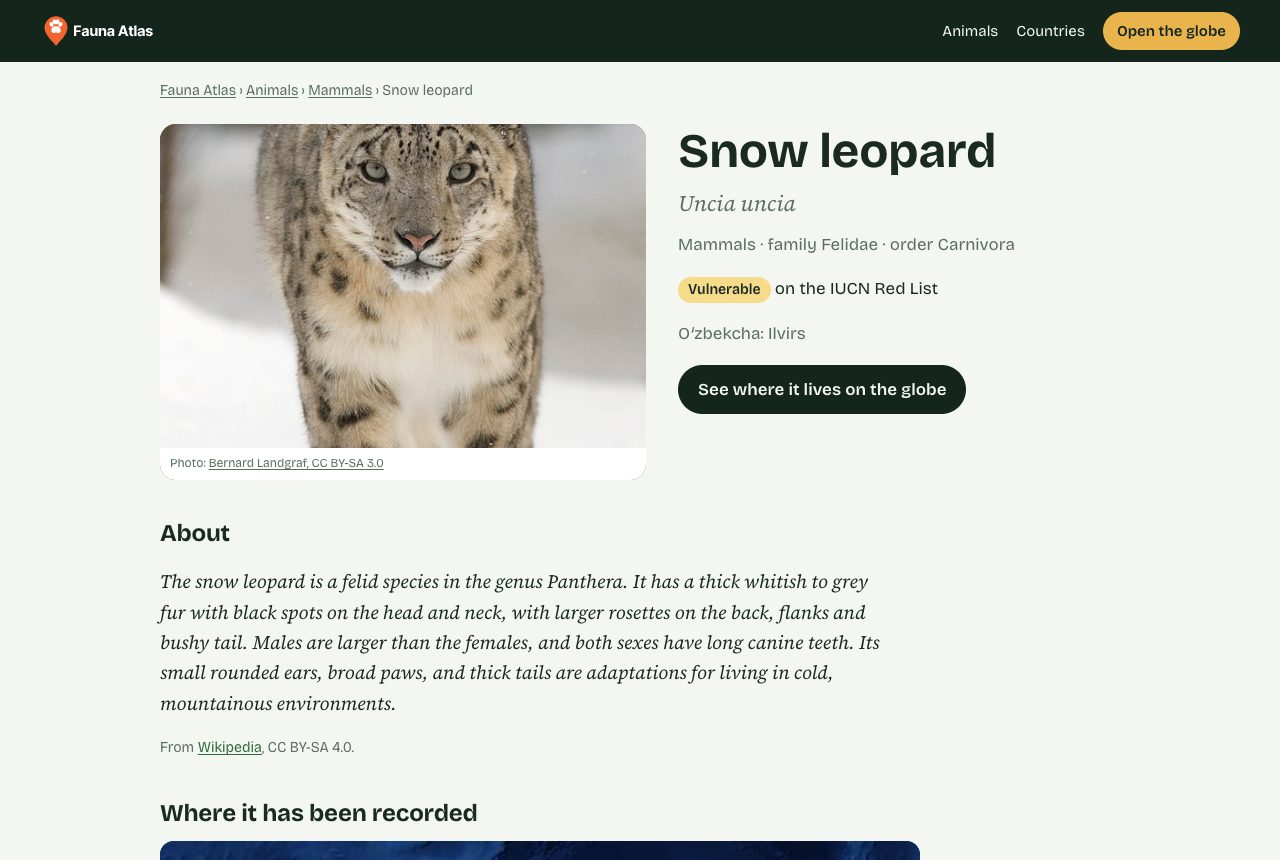 Fauna Atlas
Animals
Countries
Open the globe
Fauna Atlas › Animals › Mammals › Snow leopard
Snow leopard
Uncia uncia
Mammals · family Felidae · order Carnivora
Vulnerable on the IUCN Red List
Oʻzbekcha: Ilvirs
See where it lives on the globe
Photo: Bernard Landgraf, CC BY-SA 3.0
About
The snow leopard is a felid species in the genus Panthera. It has a thick whitish to grey
fur with black spots on the head and neck, with larger rosettes on the back, flanks and
bushy tail. Males are larger than the females, and both sexes have long canine teeth. Its
small rounded ears, broad paws, and thick tails are adaptations for living in cold,
mountainous environments.
From Wikipedia, CC BY-SA 4.0.
Where it has been recorded